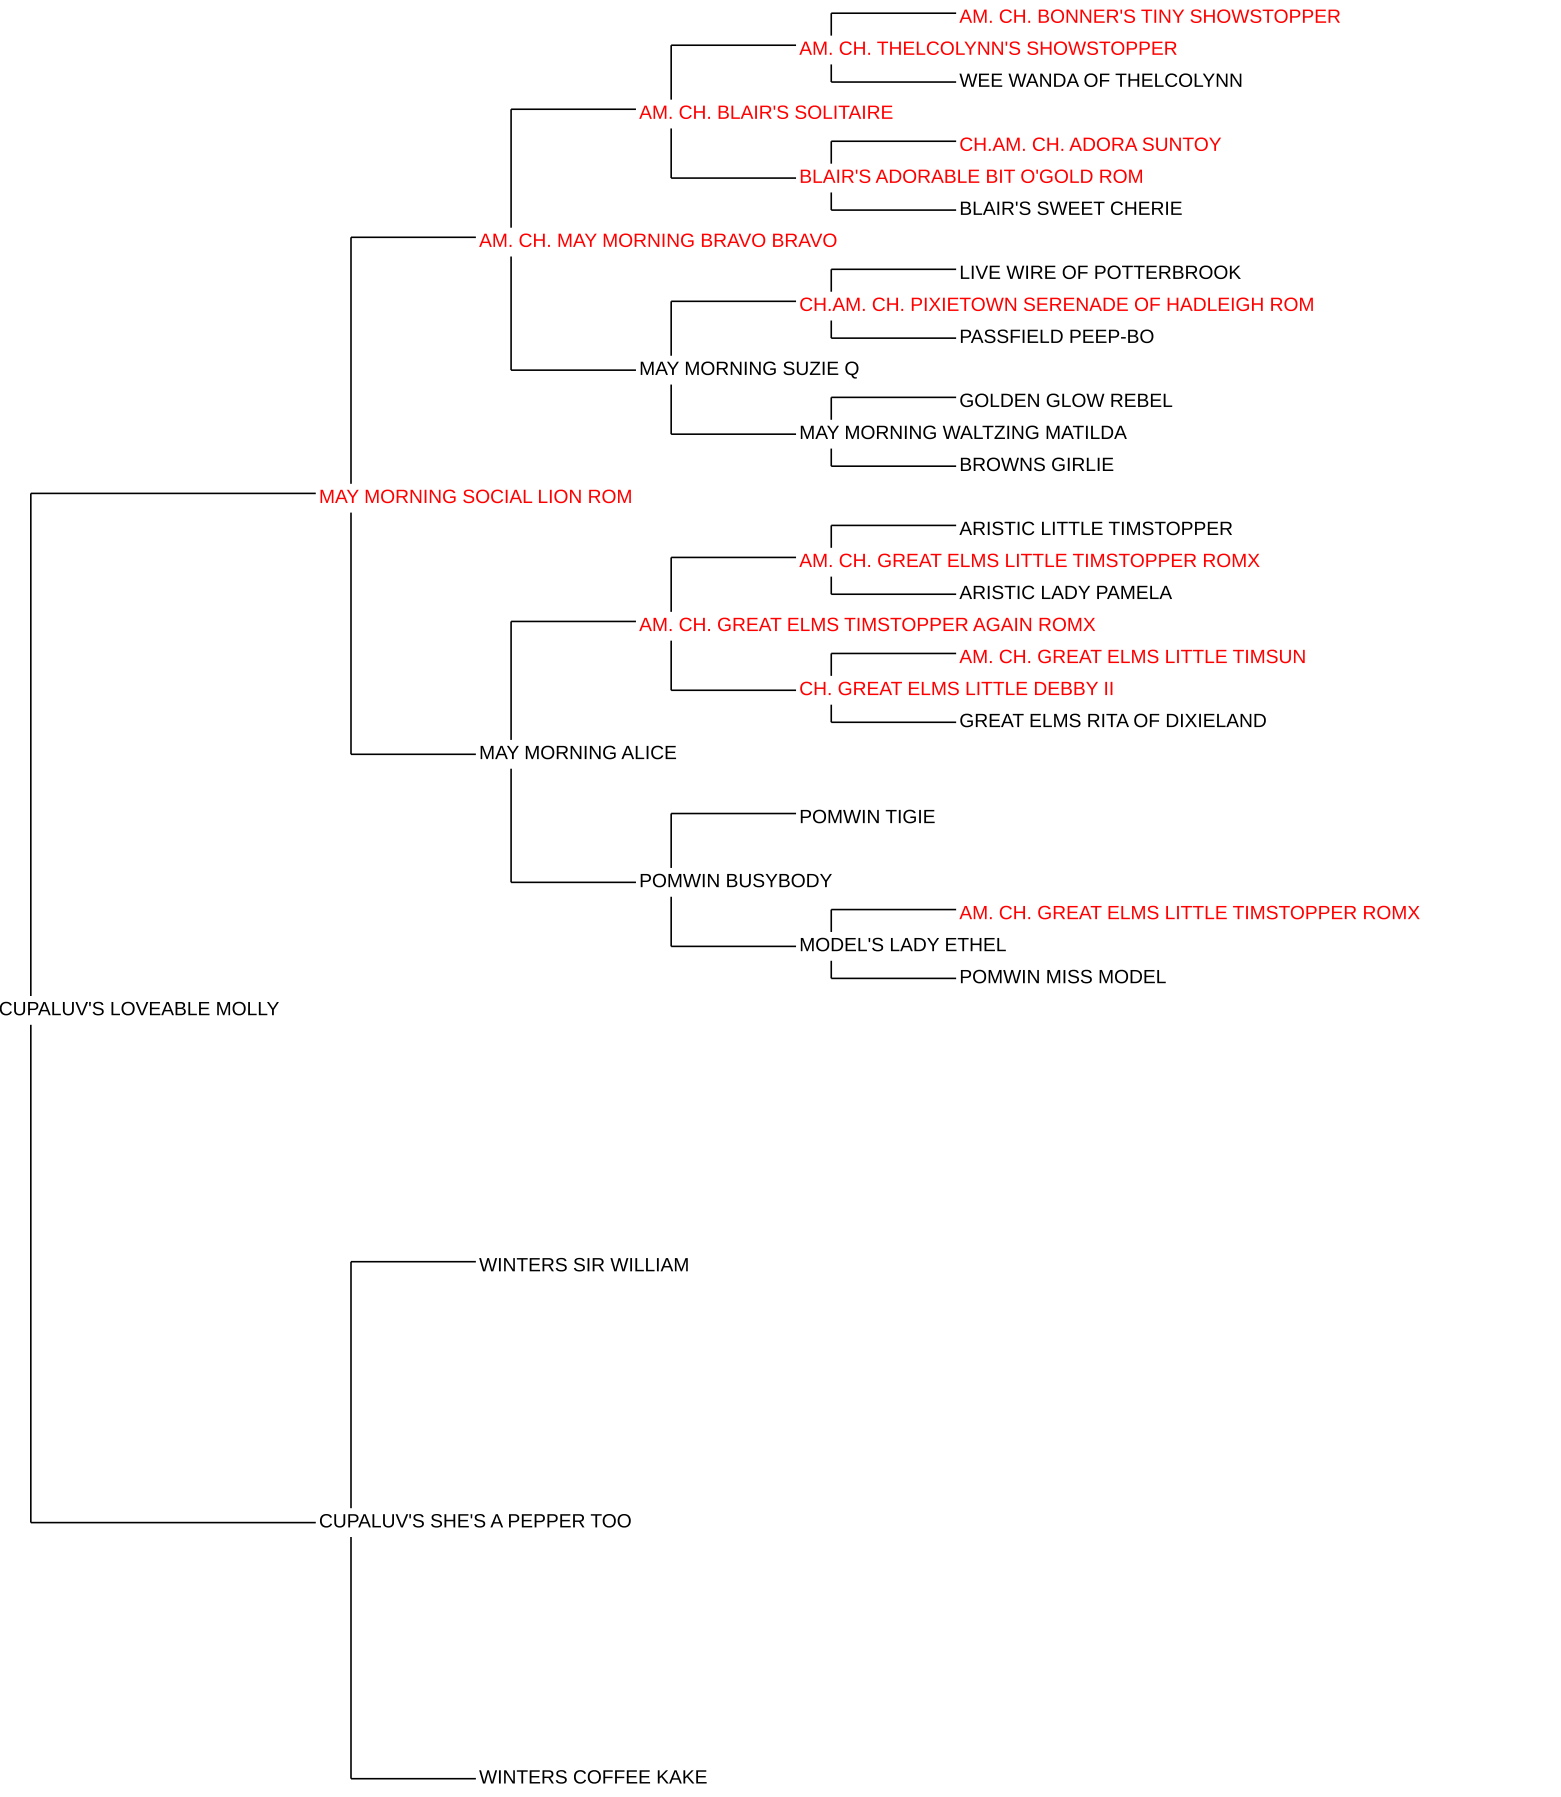 AM. CH. BONNER'S TINY SHOWSTOPPER
AM. CH. THELCOLYNN'S SHOWSTOPPER
WEE WANDA OF THELCOLYNN
AM. CH. BLAIR'S SOLITAIRE
CH.AM. CH. ADORA SUNTOY
BLAIR'S ADORABLE BIT O'GOLD ROM
BLAIR'S SWEET CHERIE
AM. CH. MAY MORNING BRAVO BRAVO
LIVE WIRE OF POTTERBROOK
CH.AM. CH. PIXIETOWN SERENADE OF HADLEIGH ROM
PASSFIELD PEEP-BO
MAY MORNING SUZIE Q
GOLDEN GLOW REBEL
MAY MORNING WALTZING MATILDA
BROWNS GIRLIE
MAY MORNING SOCIAL LION ROM
ARISTIC LITTLE TIMSTOPPER
AM. CH. GREAT ELMS LITTLE TIMSTOPPER ROMX
ARISTIC LADY PAMELA
AM. CH. GREAT ELMS TIMSTOPPER AGAIN ROMX
AM. CH. GREAT ELMS LITTLE TIMSUN
CH. GREAT ELMS LITTLE DEBBY II
GREAT ELMS RITA OF DIXIELAND
MAY MORNING ALICE
POMWIN TIGIE
POMWIN BUSYBODY
AM. CH. GREAT ELMS LITTLE TIMSTOPPER ROMX
MODEL'S LADY ETHEL
POMWIN MISS MODEL
CUPALUV'S LOVEABLE MOLLY
WINTERS SIR WILLIAM
CUPALUV'S SHE'S A PEPPER TOO
WINTERS COFFEE KAKE